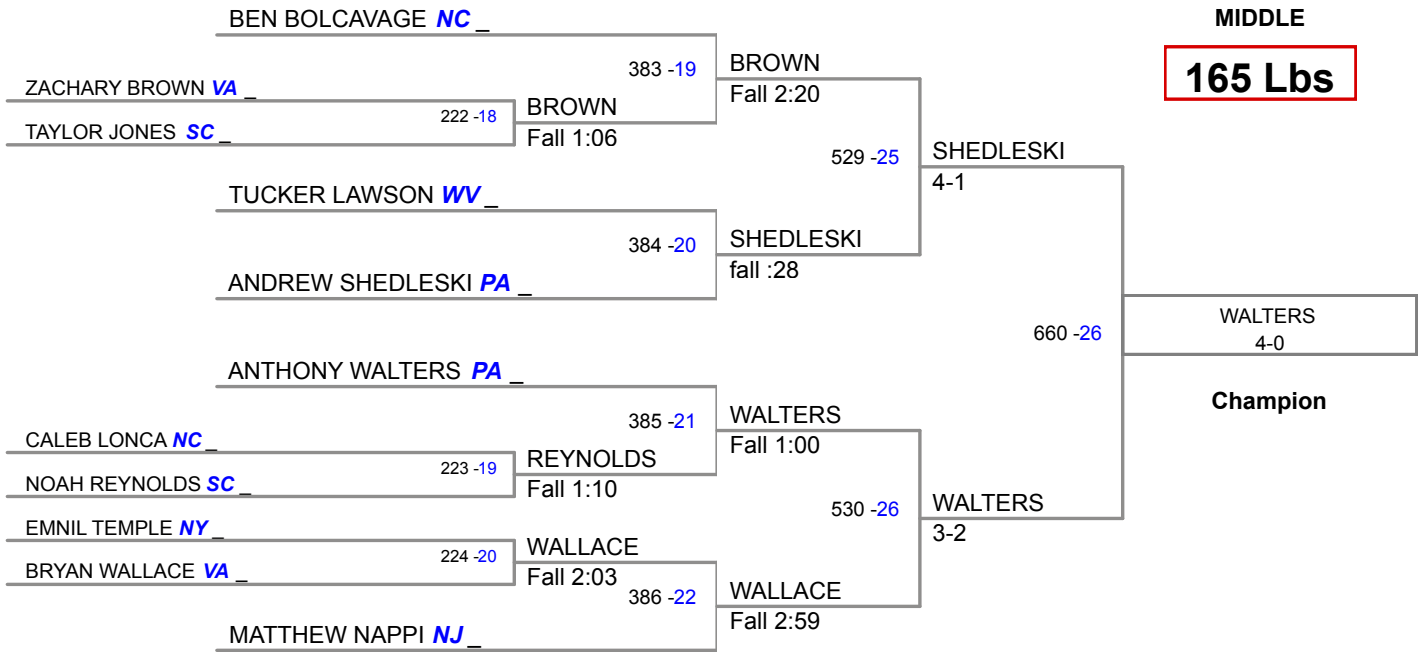 BEN BOLCAVAGE NC _
MIDDLE
165 Lbs
383 -19
BROWN
Fall 2:20
ZACHARY BROWN VA _
222 -18
BROWN
Fall 1:06
TAYLOR JONES SC _
529 -25
SHEDLESKI
4-1
TUCKER LAWSON WV _
384 -20
SHEDLESKI
fall :28
ANDREW SHEDLESKI PA _
660 -26
WALTERS
4-0
Champion
ANTHONY WALTERS PA _
385 -21
WALTERS
Fall 1:00
CALEB LONCA NC _
223 -19
REYNOLDS
Fall 1:10
NOAH REYNOLDS SC _
530 -26
WALTERS
3-2
EMNIL TEMPLE NY _
224 -20
WALLACE
Fall 2:03
BRYAN WALLACE VA _
386 -22
WALLACE
Fall 2:59
MATTHEW NAPPI NJ _